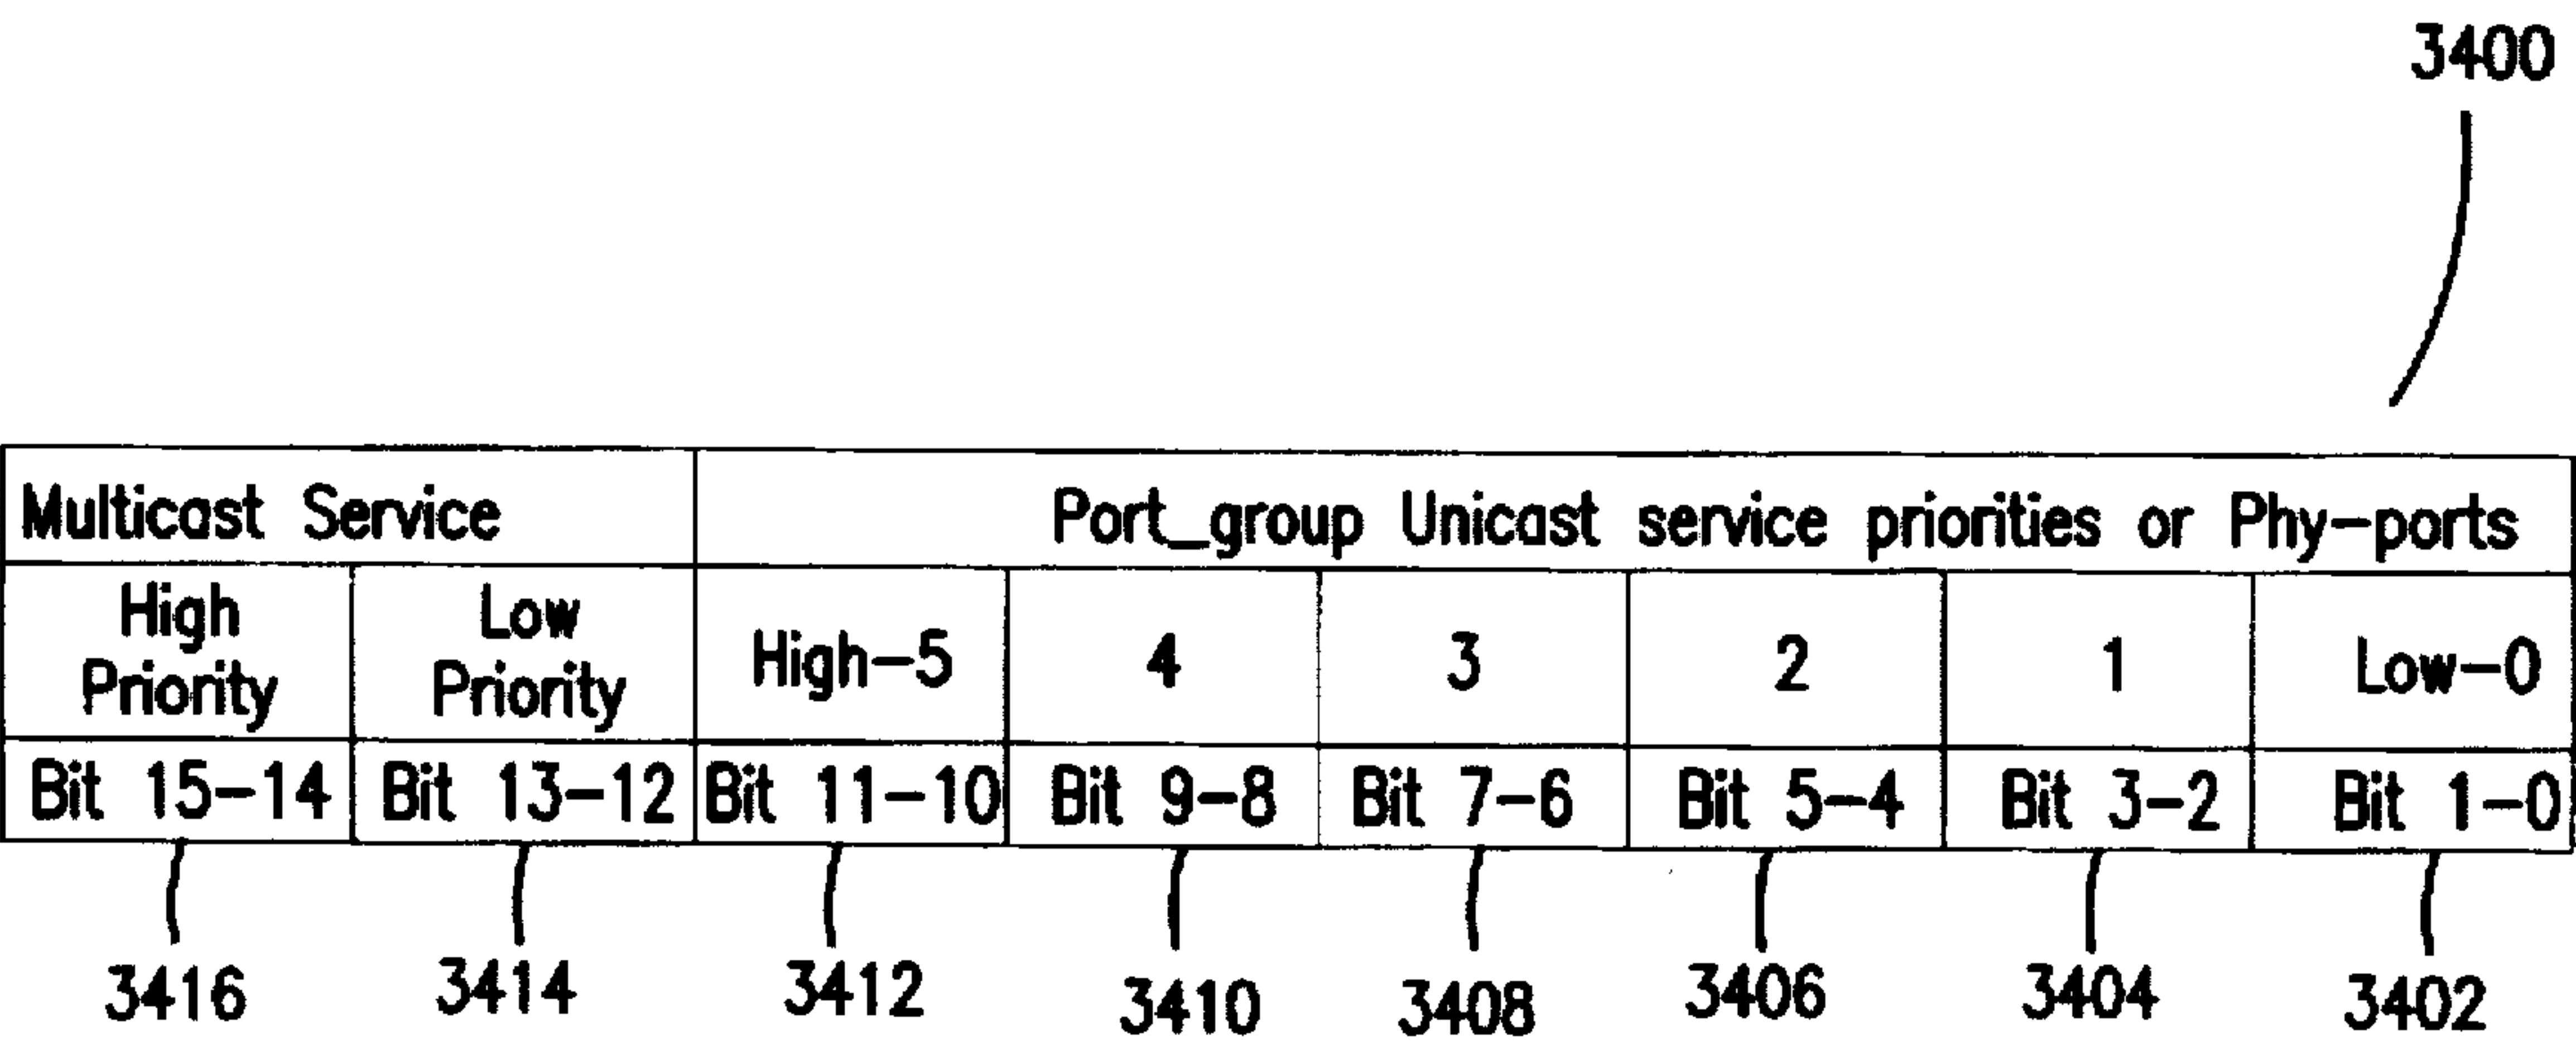 3400
Multicast Service Port_group Unicast service priorities or Phy-ports
High Priority Low Priority High-5 4 3 2 1 Low-0
Bit 15-14 Bit 13-12 Bit 11-10 Bit 9-8 Bit 7-6 Bit 5-4 Bit 3-2 Bit 1-0
3416 3414 3412 3410 3408 3406 3404 3402